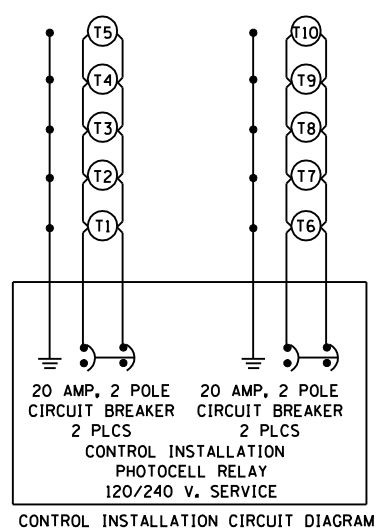 T5 T10
T4 T9
T3 T8
T2 T7
T1 T6
20 AMP, 2 POLE 20 AMP, 2 POLE
CIRCUIT BREAKER CIRCUIT BREAKER
2 PLCS 2 PLCS
CONTROL INSTALLATION
PHOTOCELL RELAY
120/240 V. SERVICE
CONTROL INSTALLATION CIRCUIT DIAGRAM